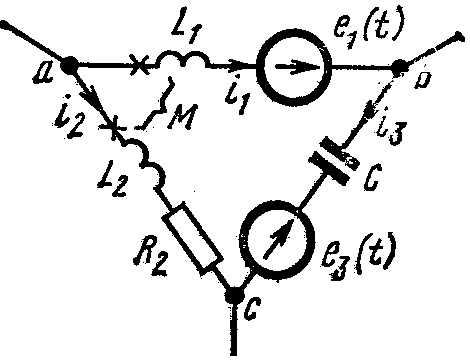 L₁
e₁(t)
a
i₁
b
i₂
M
i₃
L₂
C
R₂
e₃(t)
c